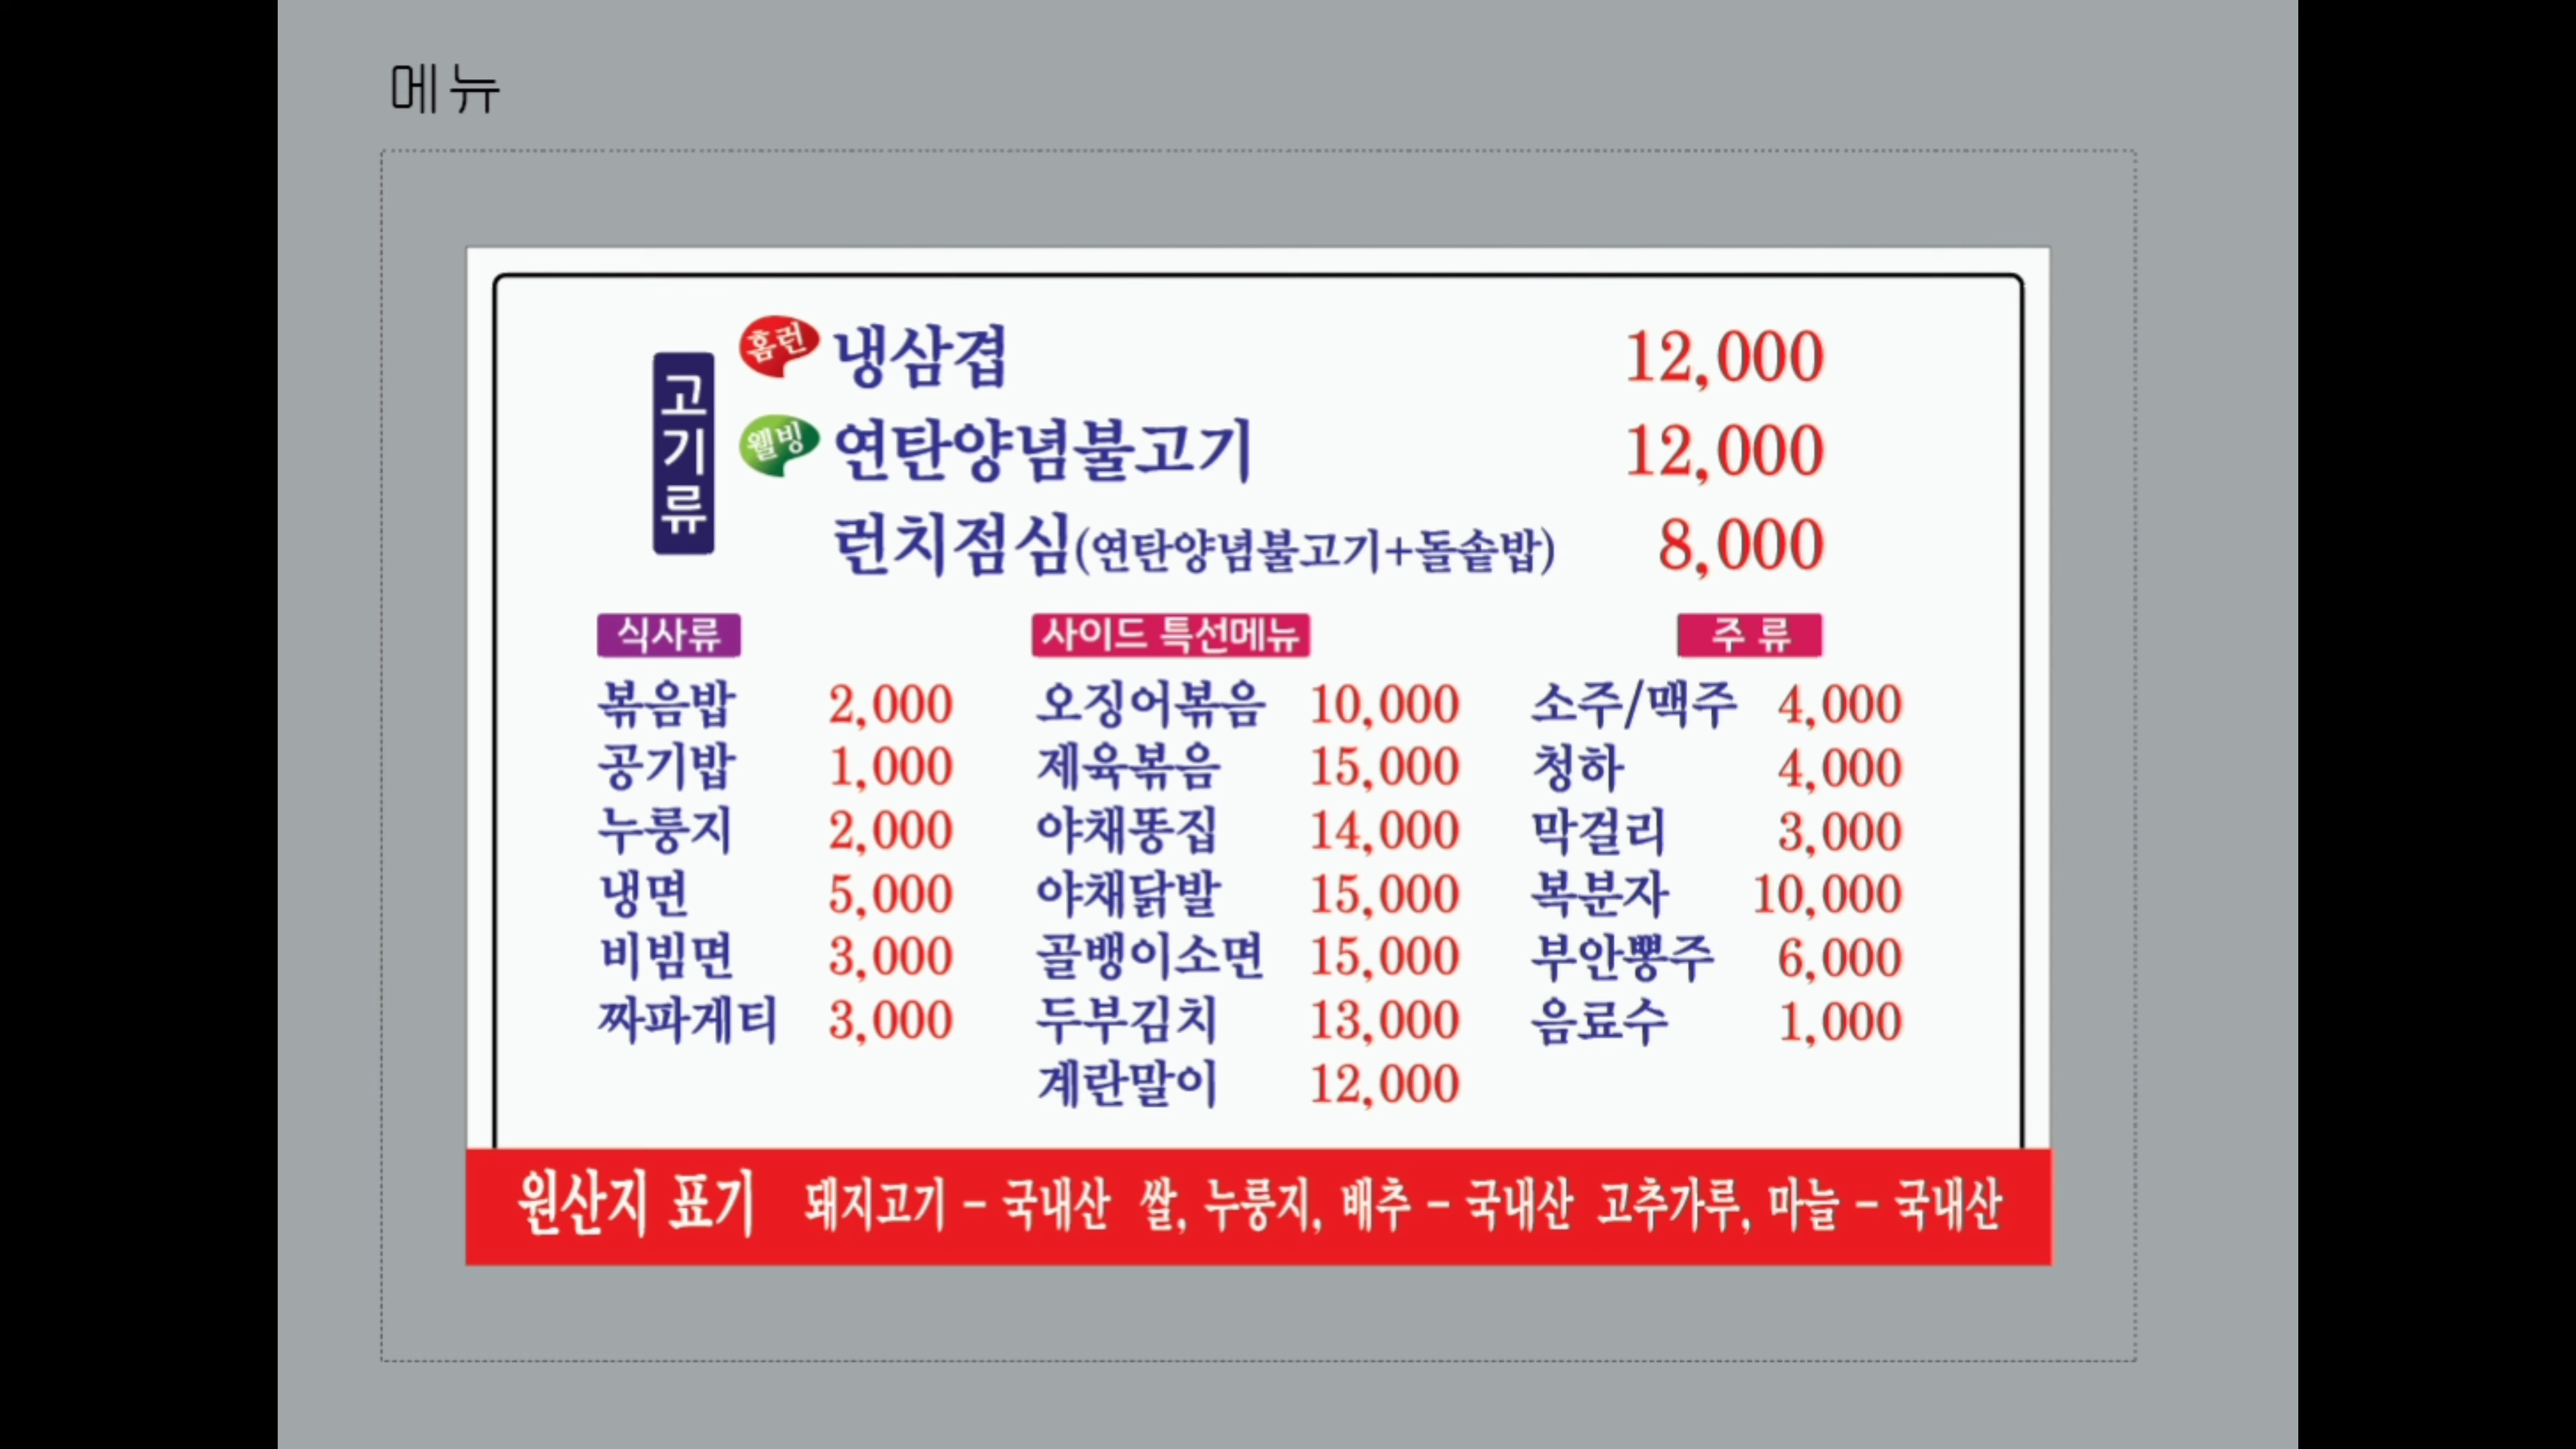 메뉴
고기류
홈런 냉삼겹 12,000
웰빙 연탄양념불고기 12,000
런치점심(연탄양념불고기+돌솥밥) 8,000
식사류
볶음밥 2,000
공기밥 1,000
누룽지 2,000
냉면 5,000
비빔면 3,000
짜파게티 3,000
사이드 특선메뉴
오징어볶음 10,000
제육볶음 15,000
야채똥집 14,000
야채닭발 15,000
골뱅이소면 15,000
두부김치 13,000
계란말이 12,000
주 류
소주/맥주 4,000
청하 4,000
막걸리 3,000
복분자 10,000
부안뽕주 6,000
음료수 1,000
원산지 표기 돼지고기 - 국내산 쌀, 누룽지, 배추 - 국내산 고추가루, 마늘 - 국내산